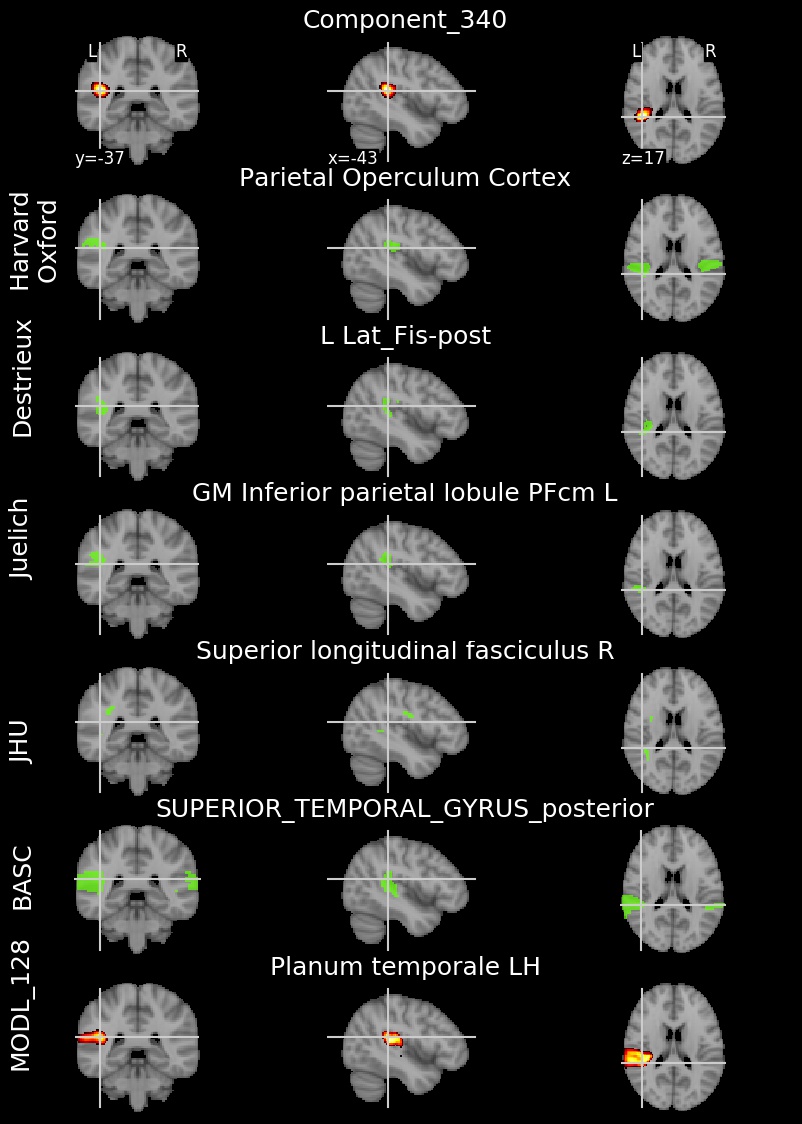 Component_340
L R
L R
y=-37
x=-43
z=17
Parietal Operculum Cortex
Harvard
Oxford
L Lat_Fis-post
Destrieux
GM Inferior parietal lobule PFcm L
Juelich
Superior longitudinal fasciculus R
JHU
SUPERIOR_TEMPORAL_GYRUS_posterior
BASC
Planum temporale LH
MODL_128